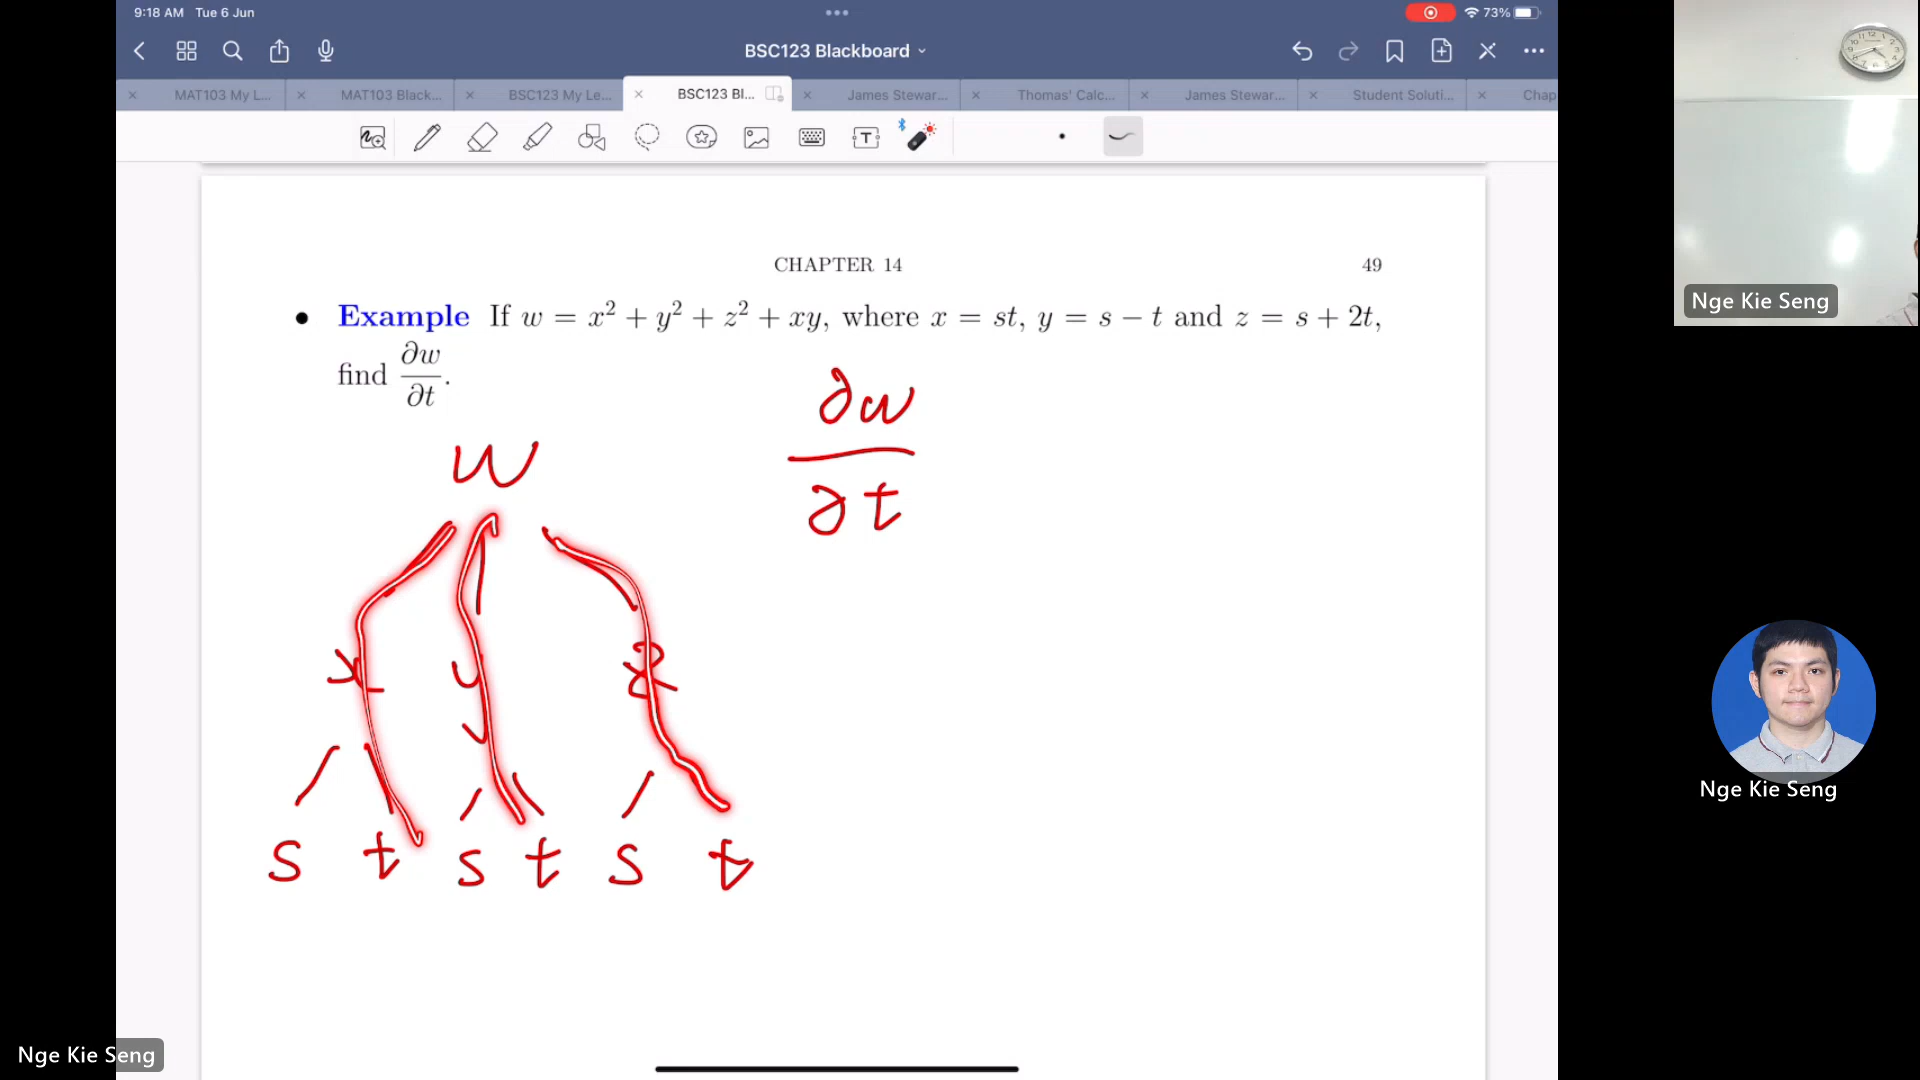 9:18 AM Tue 6 Jun
73%
BSC123 Blackboard
MAT103 My L...
MAT103 Black...
BSC123 My Le...
BSC123 Bl...
James Stewar...
Thomas' Calc...
James Stewar...
Student Soluti...
Chap
CHAPTER 14 49
• Example If w = x² + y² + z² + xy, where x = st, y = s − t and z = s + 2t,
find ∂w/∂t.
∂w
∂t
w
x y z
s t s t s t
Nge Kie Seng
Nge Kie Seng
Nge Kie Seng